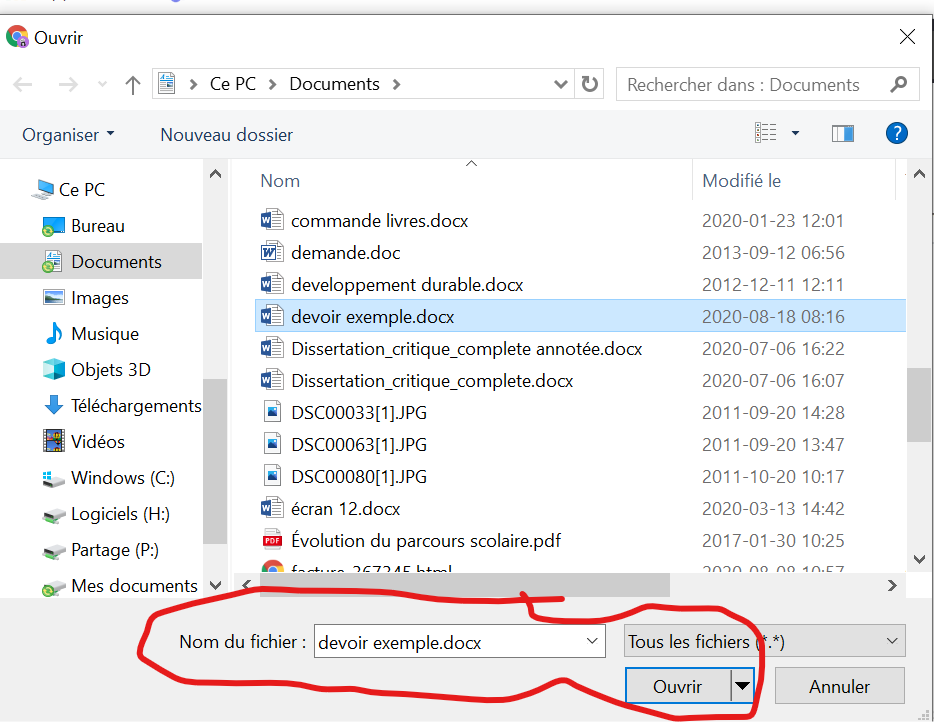 Ouvrir
Ce PC Documents
Rechercher dans : Documents
Organiser Nouveau dossier
Nom Modifié le
Ce PC
Bureau
Documents
Images
Musique
Objets 3D
Téléchargements
Vidéos
Windows (C:)
Logiciels (H:)
Partage (P:)
Mes documents
commande livres.docx 2020-01-23 12:01
demande.doc 2013-09-12 06:56
developpement durable.docx 2012-12-11 12:11
devoir exemple.docx 2020-08-18 08:16
Dissertation_critique_complete annotée.docx 2020-07-06 16:22
Dissertation_critique_complete.docx 2020-07-06 16:07
DSC00033[1].JPG 2011-09-20 14:28
DSC00063[1].JPG 2011-09-20 13:47
DSC00080[1].JPG 2011-10-20 10:17
écran 12.docx 2020-03-13 14:42
Évolution du parcours scolaire.pdf 2017-01-30 10:25
Nom du fichier : devoir exemple.docx Tous les fichiers (*.*)
Ouvrir Annuler